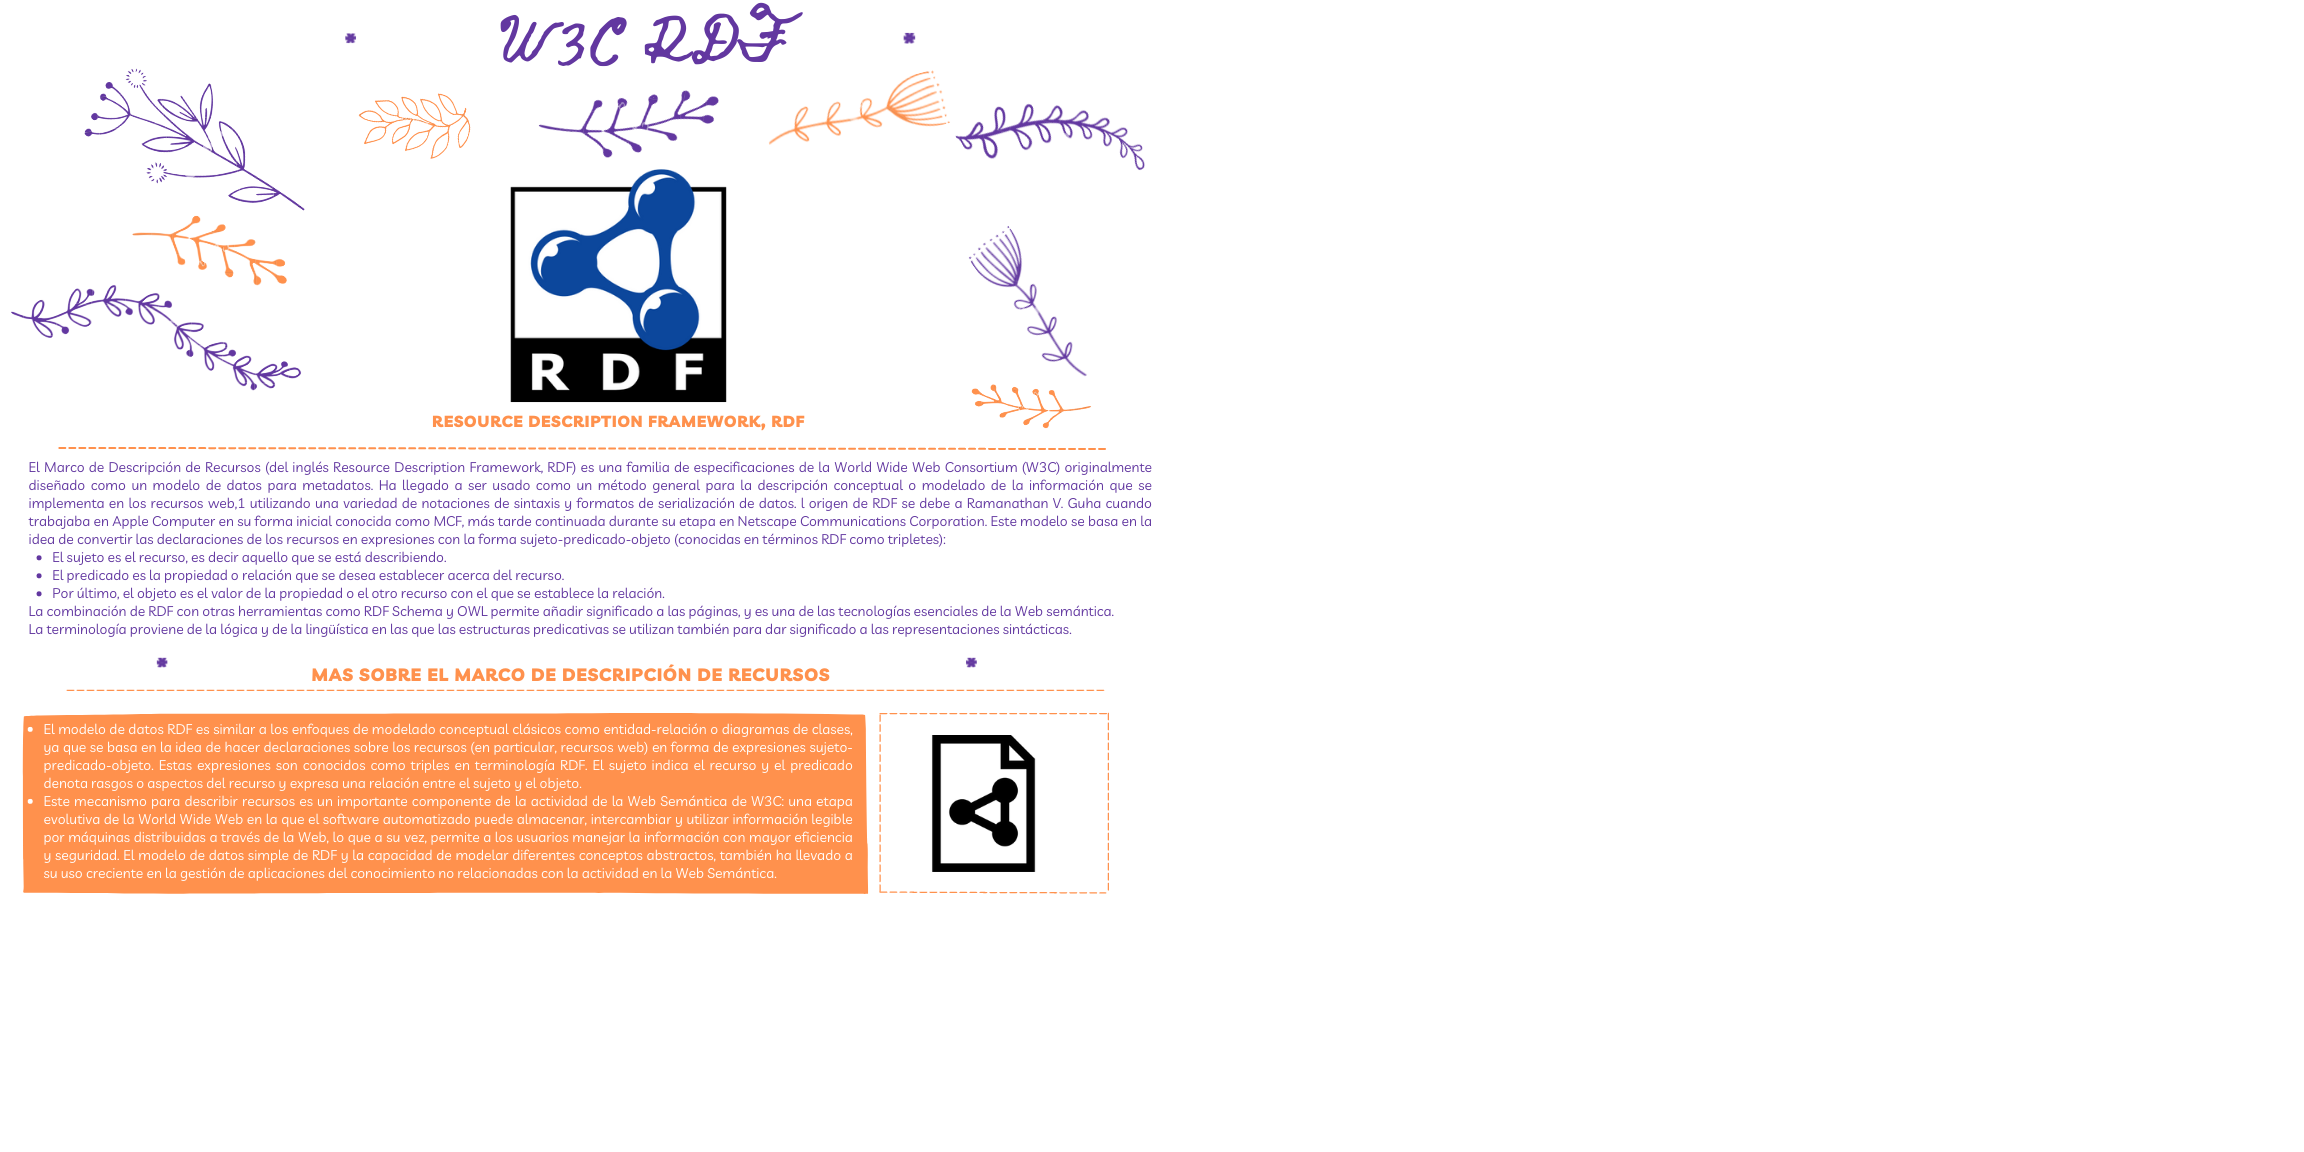 W3C RDF
R D F
RESOURCE DESCRIPTION FRAMEWORK, RDF
El Marco de Descripción de Recursos (del inglés Resource Description Framework, RDF) es una familia de especificaciones de la World Wide Web Consortium (W3C) originalmente
diseñado como un modelo de datos para metadatos. Ha llegado a ser usado como un método general para la descripción conceptual o modelado de la información que se
implementa en los recursos web,1 utilizando una variedad de notaciones de sintaxis y formatos de serialización de datos. l origen de RDF se debe a Ramanathan V. Guha cuando
trabajaba en Apple Computer en su forma inicial conocida como MCF, más tarde continuada durante su etapa en Netscape Communications Corporation. Este modelo se basa en la
idea de convertir las declaraciones de los recursos en expresiones con la forma sujeto-predicado-objeto (conocidas en términos RDF como tripletes):
• El sujeto es el recurso, es decir aquello que se está describiendo.
• El predicado es la propiedad o relación que se desea establecer acerca del recurso.
• Por último, el objeto es el valor de la propiedad o el otro recurso con el que se establece la relación.
La combinación de RDF con otras herramientas como RDF Schema y OWL permite añadir significado a las páginas, y es una de las tecnologías esenciales de la Web semántica.
La terminología proviene de la lógica y de la lingüística en las que las estructuras predicativas se utilizan también para dar significado a las representaciones sintácticas.
MAS SOBRE EL MARCO DE DESCRIPCIÓN DE RECURSOS
• El modelo de datos RDF es similar a los enfoques de modelado conceptual clásicos como entidad-relación o diagramas de clases,
ya que se basa en la idea de hacer declaraciones sobre los recursos (en particular, recursos web) en forma de expresiones sujeto-
predicado-objeto. Estas expresiones son conocidos como triples en terminología RDF. El sujeto indica el recurso y el predicado
denota rasgos o aspectos del recurso y expresa una relación entre el sujeto y el objeto.
• Este mecanismo para describir recursos es un importante componente de la actividad de la Web Semántica de W3C: una etapa
evolutiva de la World Wide Web en la que el software automatizado puede almacenar, intercambiar y utilizar información legible
por máquinas distribuidas a través de la Web, lo que a su vez, permite a los usuarios manejar la información con mayor eficiencia
y seguridad. El modelo de datos simple de RDF y la capacidad de modelar diferentes conceptos abstractos, también ha llevado a
su uso creciente en la gestión de aplicaciones del conocimiento no relacionadas con la actividad en la Web Semántica.